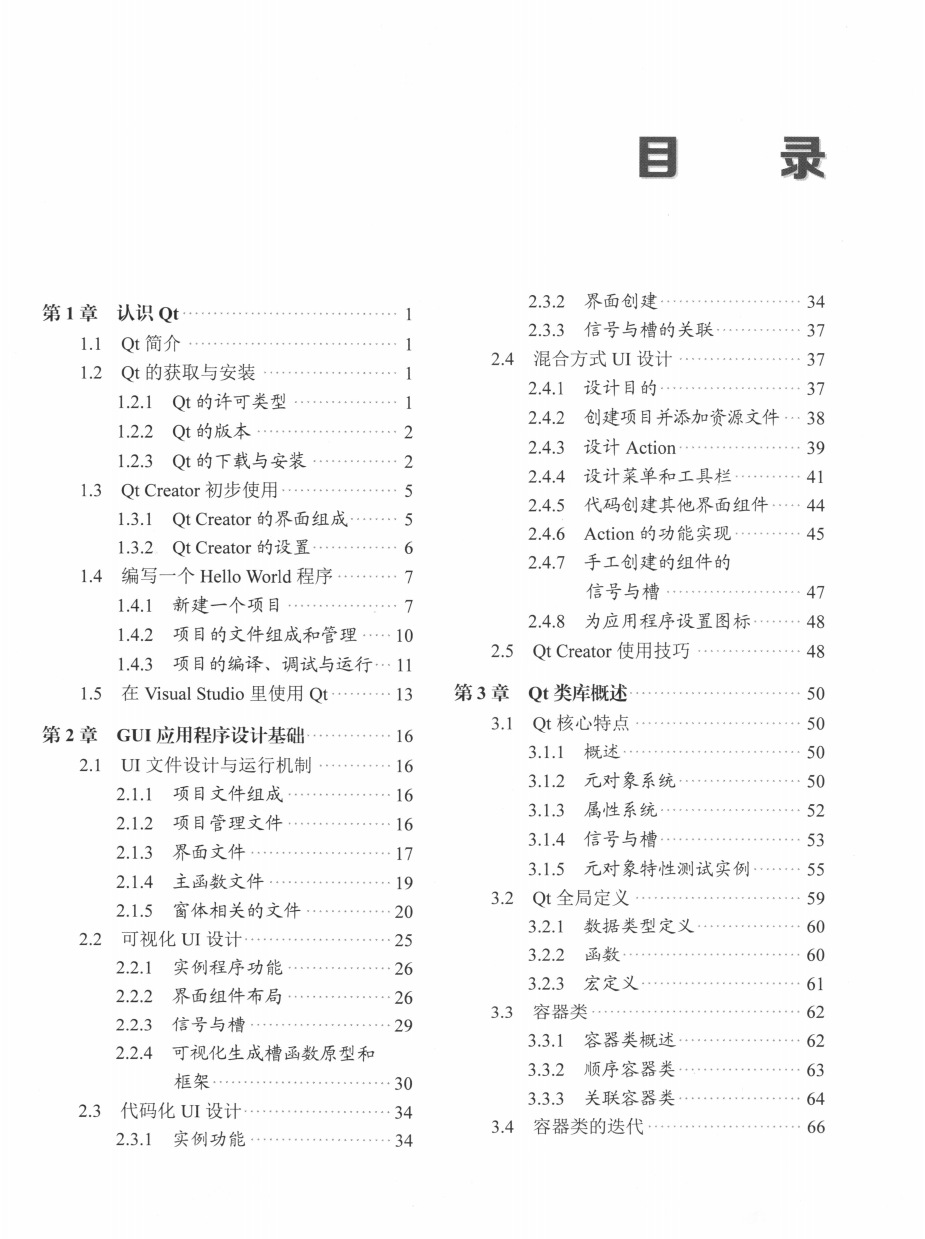 目 录
第1章 认识 Qt 1
1.1 Qt 简介 1
1.2 Qt 的获取与安装 1
1.2.1 Qt 的许可类型 1
1.2.2 Qt 的版本 2
1.2.3 Qt 的下载与安装 2
1.3 Qt Creator 初步使用 5
1.3.1 Qt Creator 的界面组成 5
1.3.2 Qt Creator 的设置 6
1.4 编写一个 Hello World 程序 7
1.4.1 新建一个项目 7
1.4.2 项目的文件组成和管理 10
1.4.3 项目的编译、调试与运行 11
1.5 在 Visual Studio 里使用 Qt 13
第2章 GUI 应用程序设计基础 16
2.1 UI 文件设计与运行机制 16
2.1.1 项目文件组成 16
2.1.2 项目管理文件 16
2.1.3 界面文件 17
2.1.4 主函数文件 19
2.1.5 窗体相关的文件 20
2.2 可视化 UI 设计 25
2.2.1 实例程序功能 26
2.2.2 界面组件布局 26
2.2.3 信号与槽 29
2.2.4 可视化生成槽函数原型和
框架 30
2.3 代码化 UI 设计 34
2.3.1 实例功能 34
2.3.2 界面创建 34
2.3.3 信号与槽的关联 37
2.4 混合方式 UI 设计 37
2.4.1 设计目的 37
2.4.2 创建项目并添加资源文件 38
2.4.3 设计 Action 39
2.4.4 设计菜单和工具栏 41
2.4.5 代码创建其他界面组件 44
2.4.6 Action 的功能实现 45
2.4.7 手工创建的组件的
信号与槽 47
2.4.8 为应用程序设置图标 48
2.5 Qt Creator 使用技巧 48
第3章 Qt 类库概述 50
3.1 Qt 核心特点 50
3.1.1 概述 50
3.1.2 元对象系统 50
3.1.3 属性系统 52
3.1.4 信号与槽 53
3.1.5 元对象特性测试实例 55
3.2 Qt 全局定义 59
3.2.1 数据类型定义 60
3.2.2 函数 60
3.2.3 宏定义 61
3.3 容器类 62
3.3.1 容器类概述 62
3.3.2 顺序容器类 63
3.3.3 关联容器类 64
3.4 容器类的迭代 66